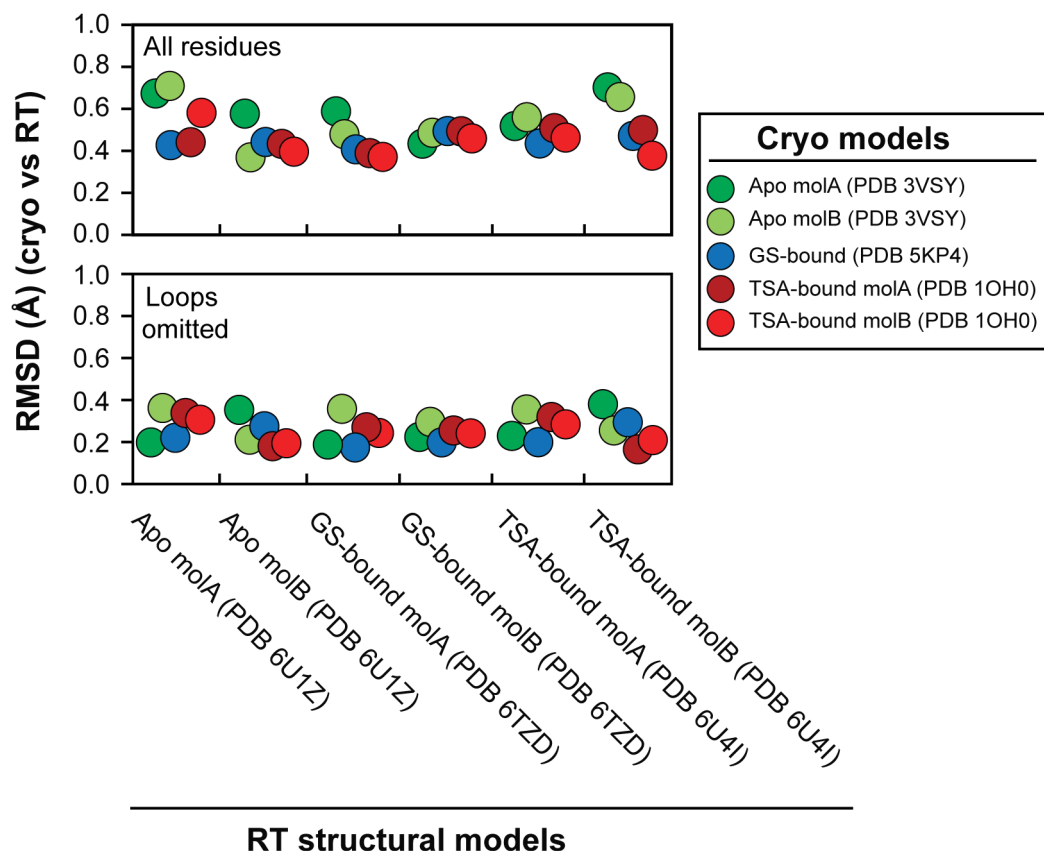 RMSD (Å) (cryo vs RT)
1.0
0.8
0.6
0.4
0.2
0.0
All residues
1.0
0.8
0.6
0.4
0.2
0.0
Loops
omitted
Apo molA (PDB 6U1Z)
Apo molB (PDB 6U1Z)
GS-bound molA (PDB 6TZD)
GS-bound molB (PDB 6TZD)
TSA-bound molA (PDB 6U4I)
TSA-bound molB (PDB 6U4I)
RT structural models
Cryo models
Apo molA (PDB 3VSY)
Apo molB (PDB 3VSY)
GS-bound (PDB 5KP4)
TSA-bound molA (PDB 1OH0)
TSA-bound molB (PDB 1OH0)